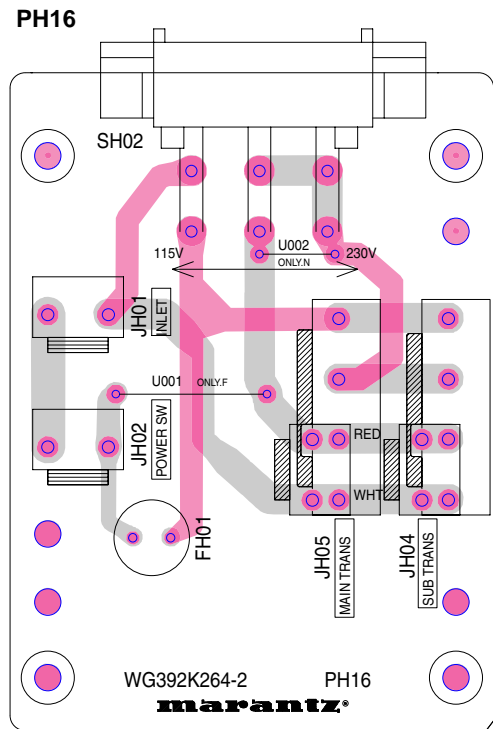 PH16
SH02
U002
115V
230V
ONLY.N
JH01
INLET
U001 ONLY.F
JH02
POWER SW
RED
WHT
FH01
JH05
MAIN TRANS
JH04
SUB TRANS
WG392K264-2 PH16
marantz